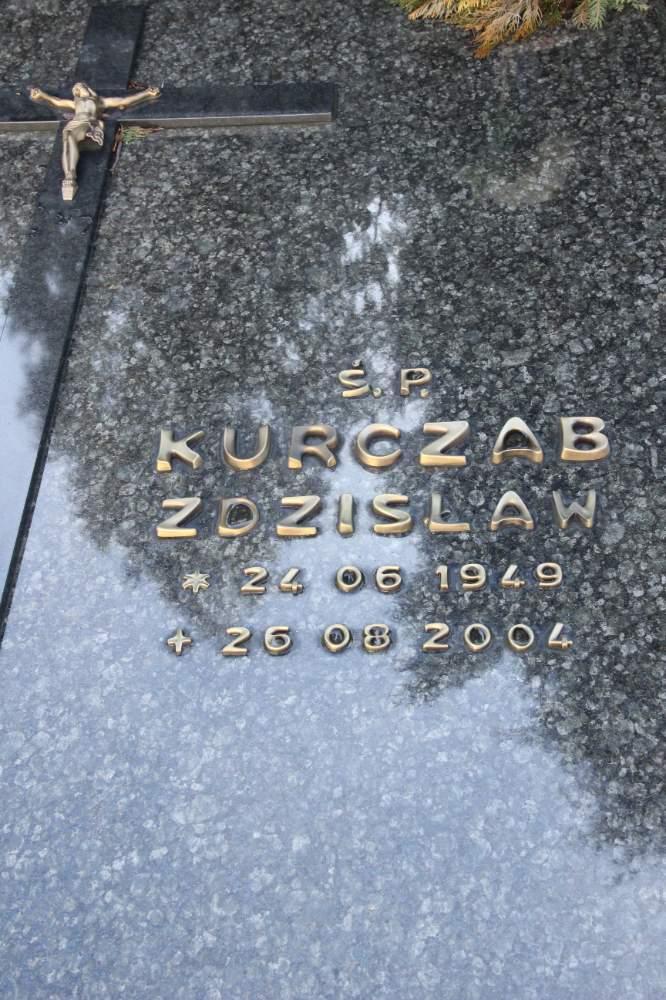 Ś. P.
KURCZAB
ZDZISŁAW
* 24 06 1949
+ 26 08 2004